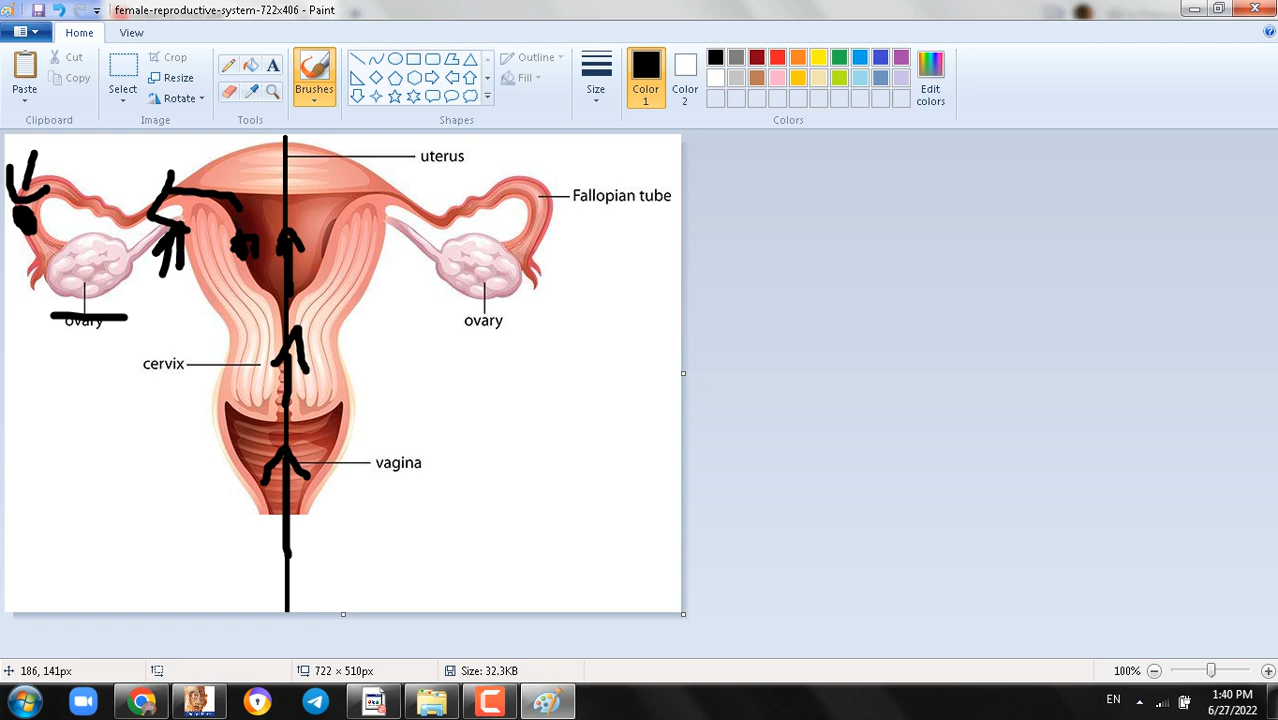 female-reproductive-system-722x406 - Paint
Home
View
Paste
Cut
Copy
Clipboard
Select
Crop
Resize
Rotate
Image
A
Tools
Brushes
Shapes
Outline
Fill
Size
Color 1
Color 2
Edit colors
Colors
uterus
Fallopian tube
ovary
ovary
cervix
vagina
186, 141px
722 × 510px
Size: 32.3KB
100%
EN
1:40 PM
6/27/2022